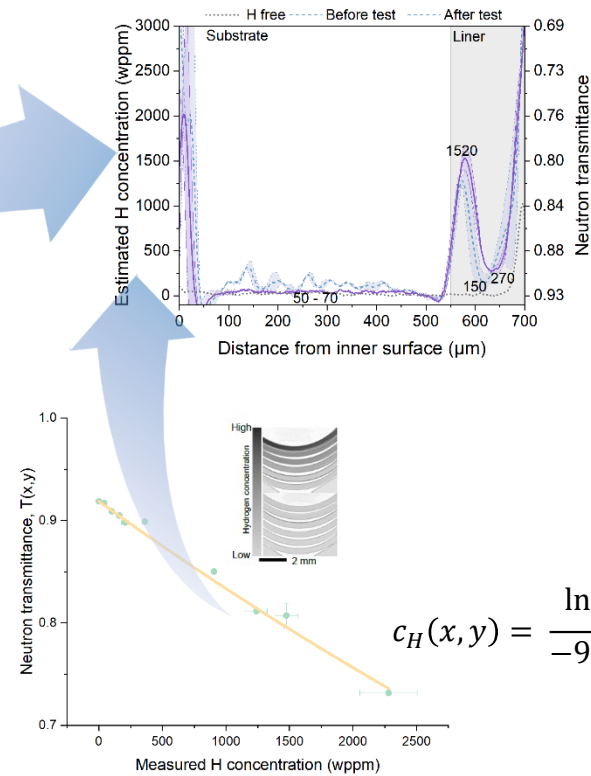 H free Before test After test
Substrate Liner
Estimated H concentration (wppm)
3000
2500
2000
1500
1000
500
0
0.69
0.73
0.76
0.80
0.84
0.88
0.93
Neutron transmittance
1520
150
270
50 - 70
0 100 200 300 400 500 600 700
Distance from inner surface (µm)
Neutron transmittance, T(x,y)
1.0
0.9
0.8
0.7
High
Hydrogen concentration
Low
2 mm
0 500 1000 1500 2000 2500
Measured H concentration (wppm)
c_H(x, y) = ln
−9